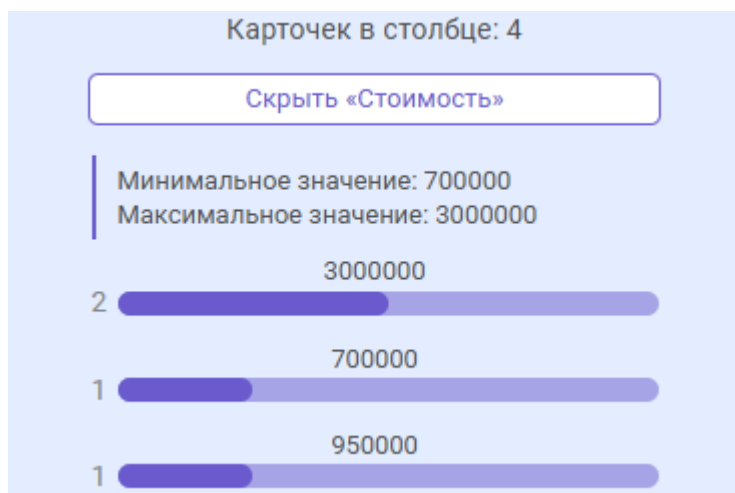 Карточек в столбце: 4
Скрыть «Стоимость»
Минимальное значение: 700000
Максимальное значение: 3000000
3000000
2
700000
1
950000
1